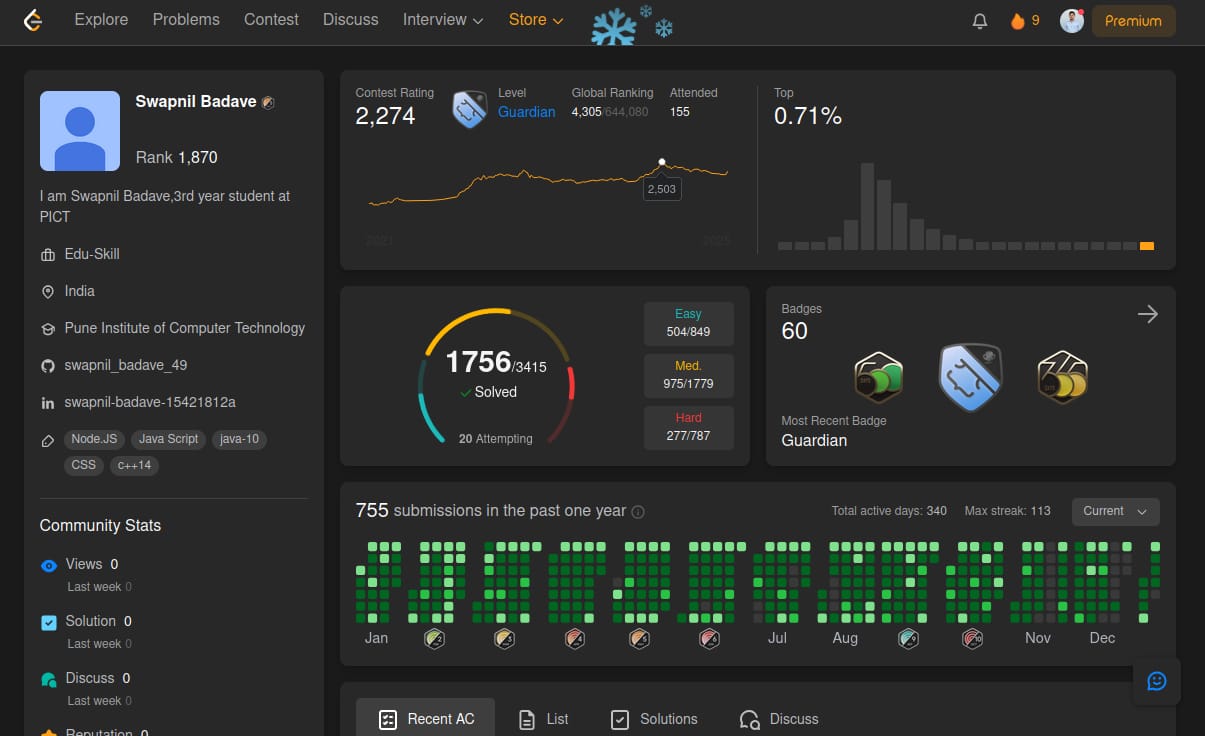 Explore Problems Contest Discuss Interview Store 9 Premium
Swapnil Badave
Rank 1,870
I am Swapnil Badave,3rd year student at
PICT
Edu-Skill
India
Pune Institute of Computer Technology
swapnil_badave_49
swapnil-badave-15421812a
Node.JS Java Script java-10
CSS c++14
Community Stats
Views 0
Last week 0
Solution 0
Last week 0
Discuss 0
Last week 0
Reputation 0
Contest Rating
2,274
Level
Guardian
Global Ranking
4,305/644,080
Attended
155
2,503
2021 2025
Top
0.71%
1756/3415
Solved
20 Attempting
Easy
504/849
Med.
975/1779
Hard
277/787
Badges
60
Most Recent Badge
Guardian
755 submissions in the past one year
Total active days: 340 Max streak: 113 Current
Jan Jul Aug Nov Dec
Recent AC List Solutions Discuss